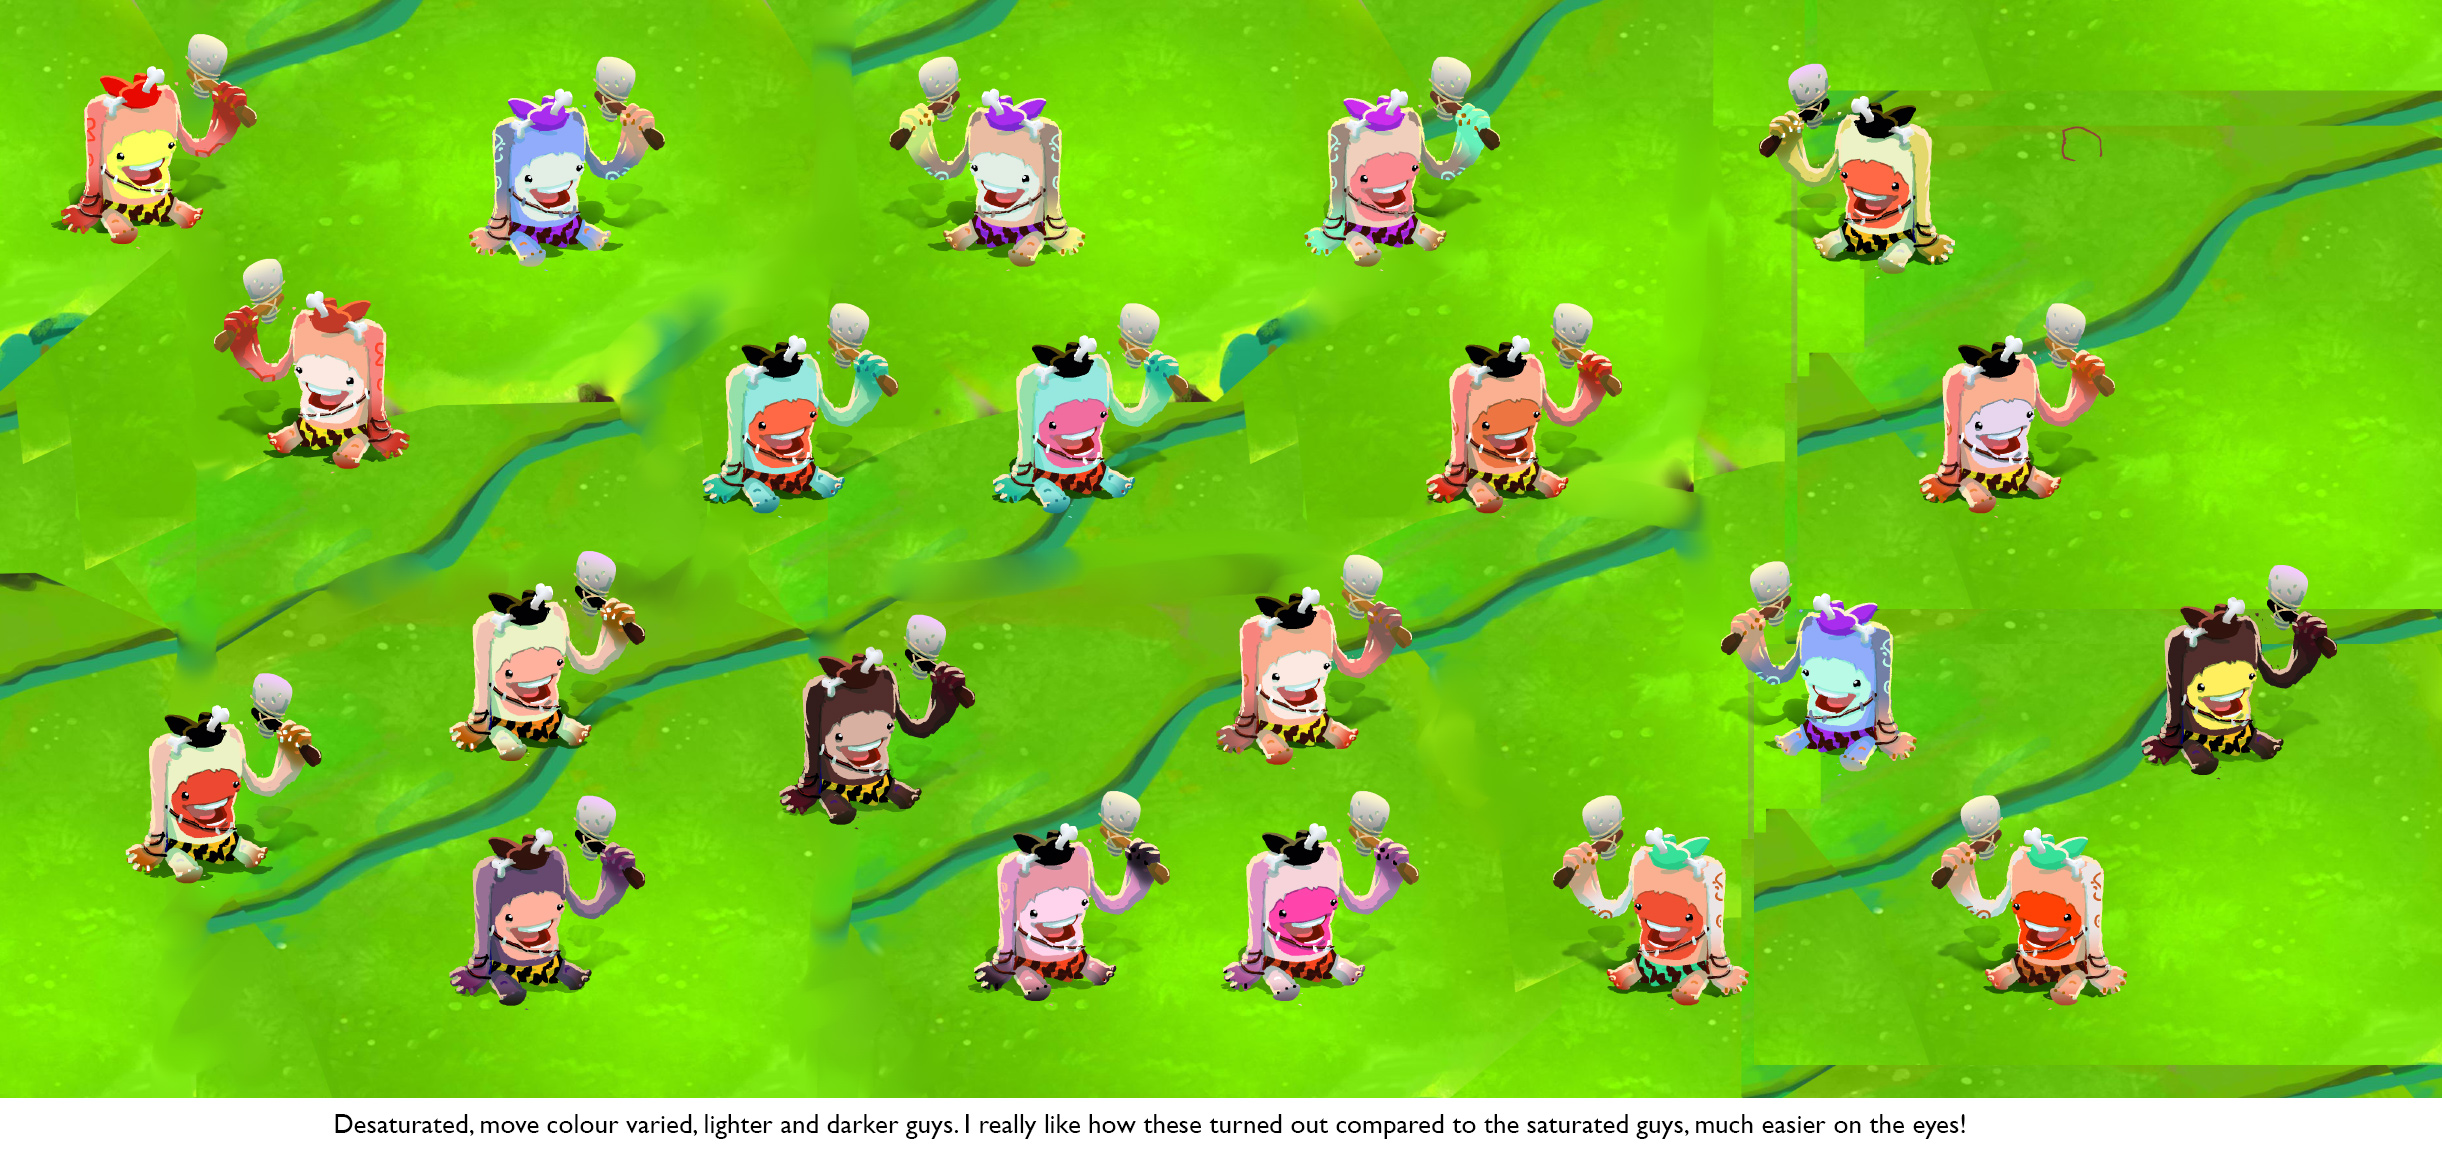 Desaturated, move colour varied, lighter and darker guys. I really like how these turned out compared to the saturated guys, much easier on the eyes!